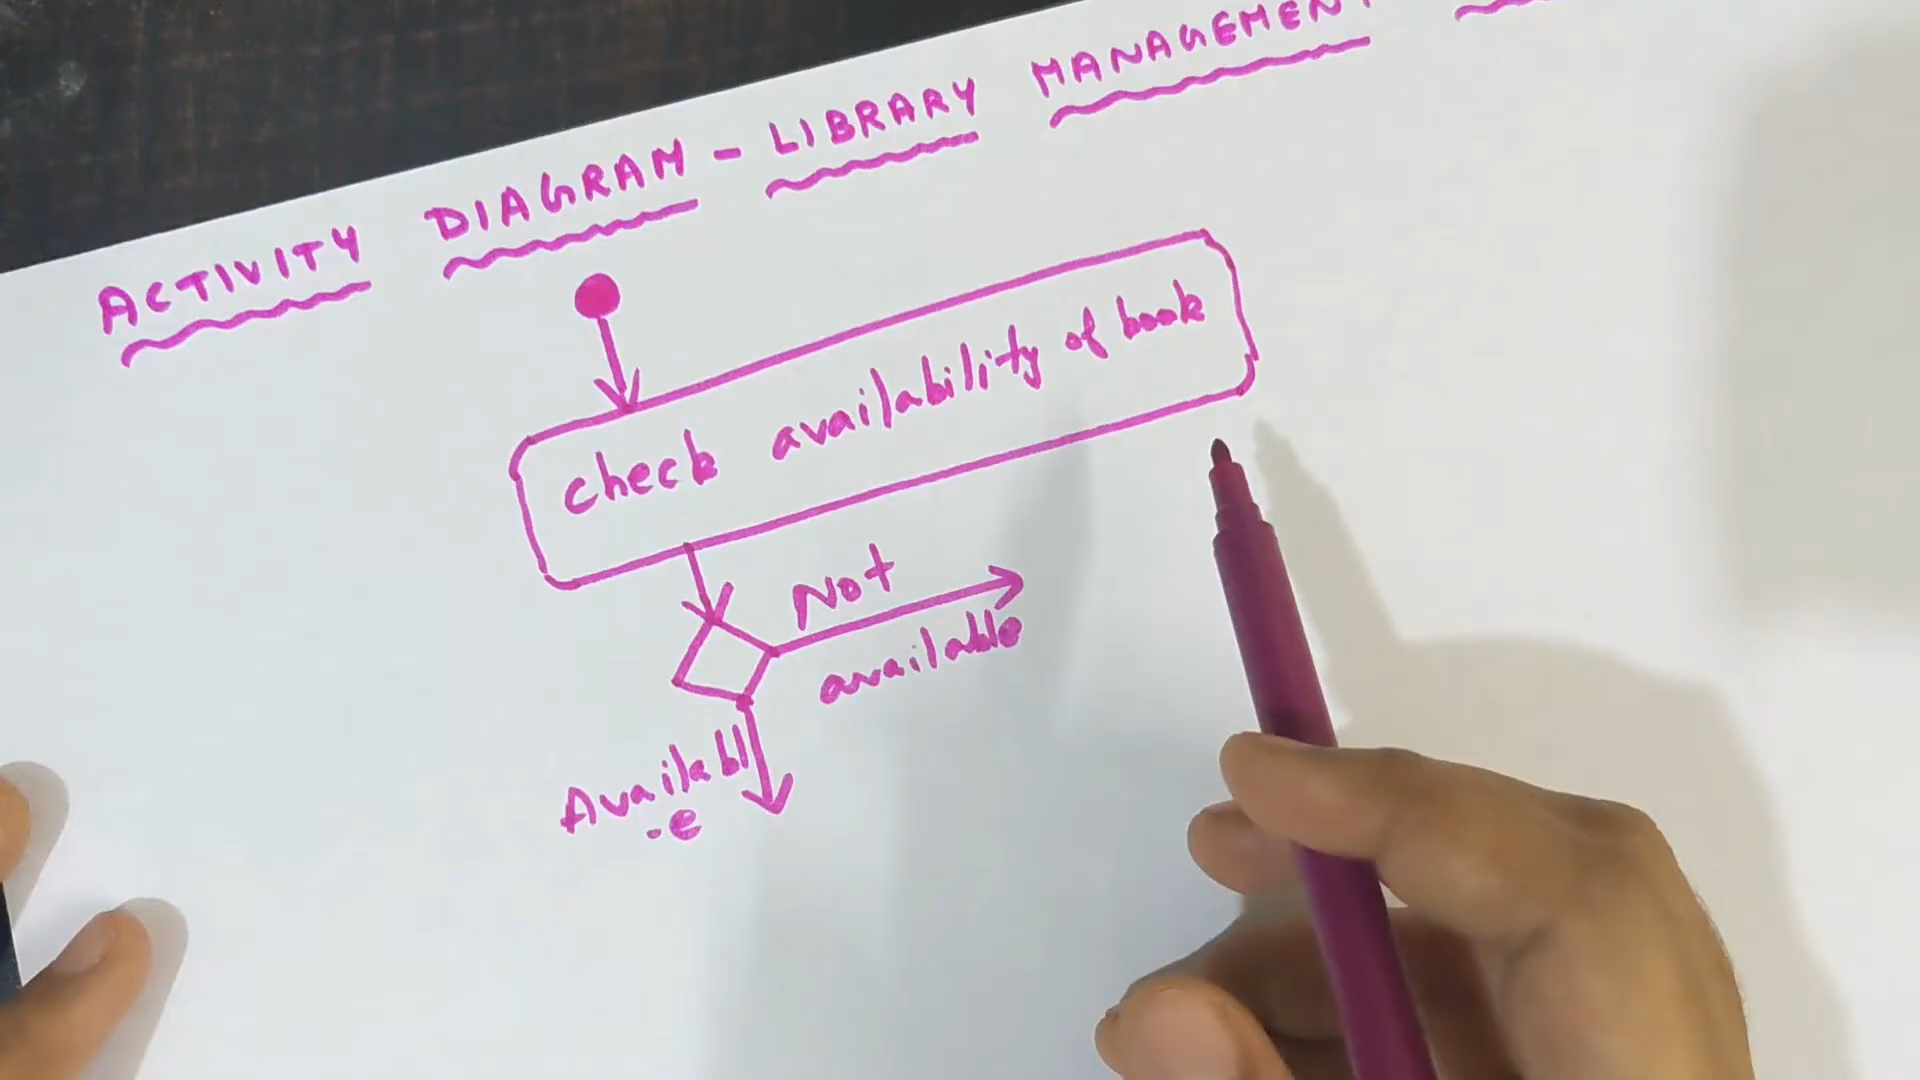 ACTIVITY DIAGRAM - LIBRARY MANAGEMENT
check availability of book
Not
available
Availabl
-e